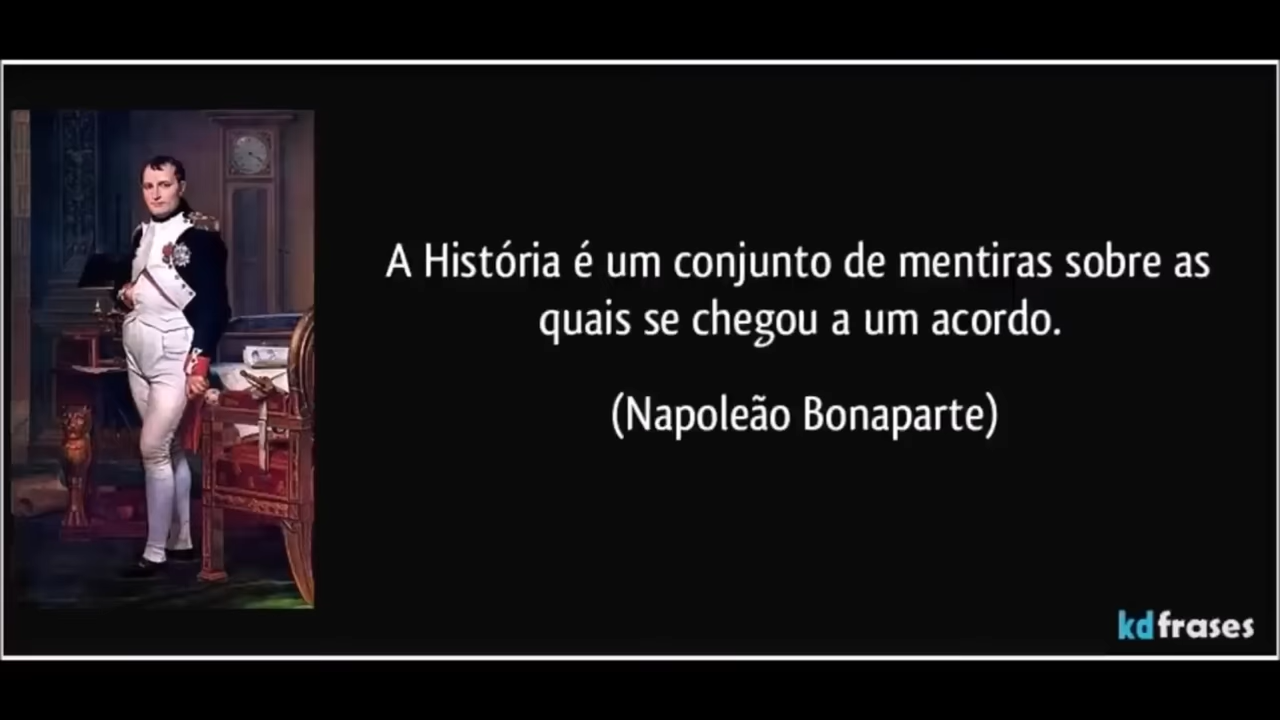 A História é um conjunto de mentiras sobre as
quais se chegou a um acordo.
(Napoleão Bonaparte)
kdfrases